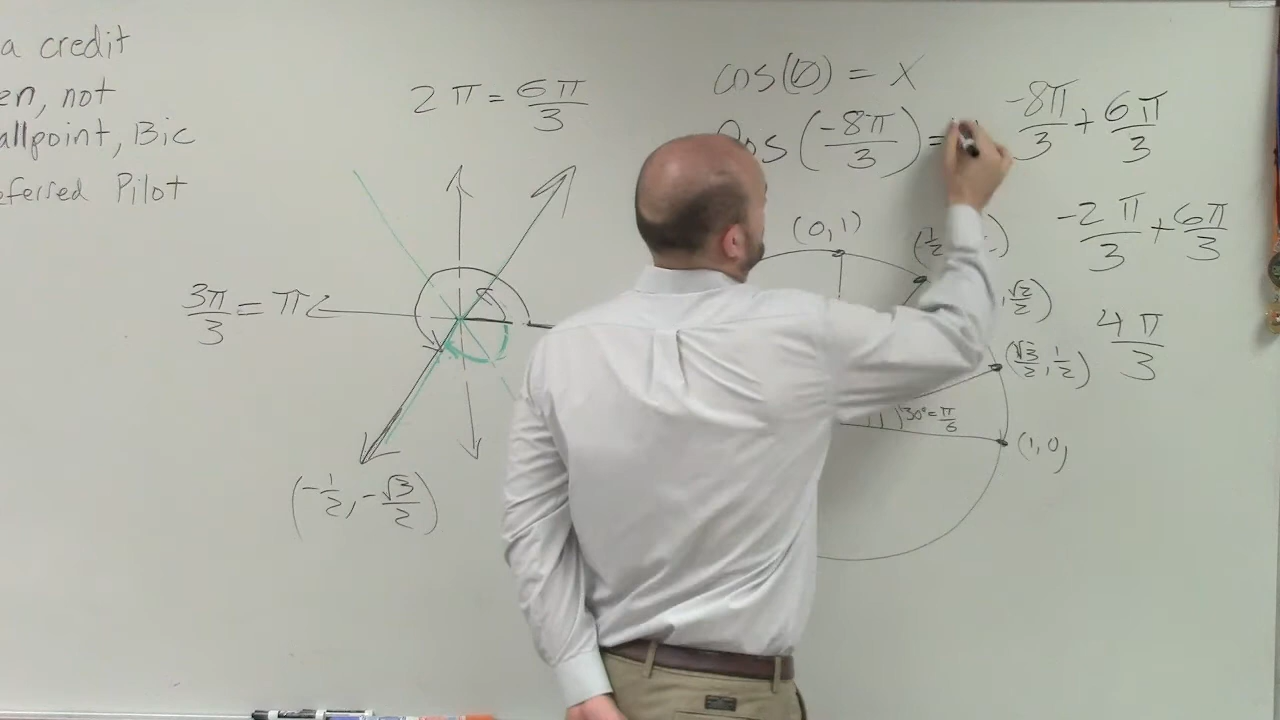 a credit
en, not
allpoint, Bic
eferred Pilot
2π = 6π/3
cos(θ) = x
cos(-8π/3) =
-8π/3 + 6π/3
-2π/3 + 6π/3
4π/3
3π/3 = π
(-1/2, -√3/2)
(0,1)
(1/2,
, √2/2)
(√3/2, 1/2)
30° = π/6
(1,0,